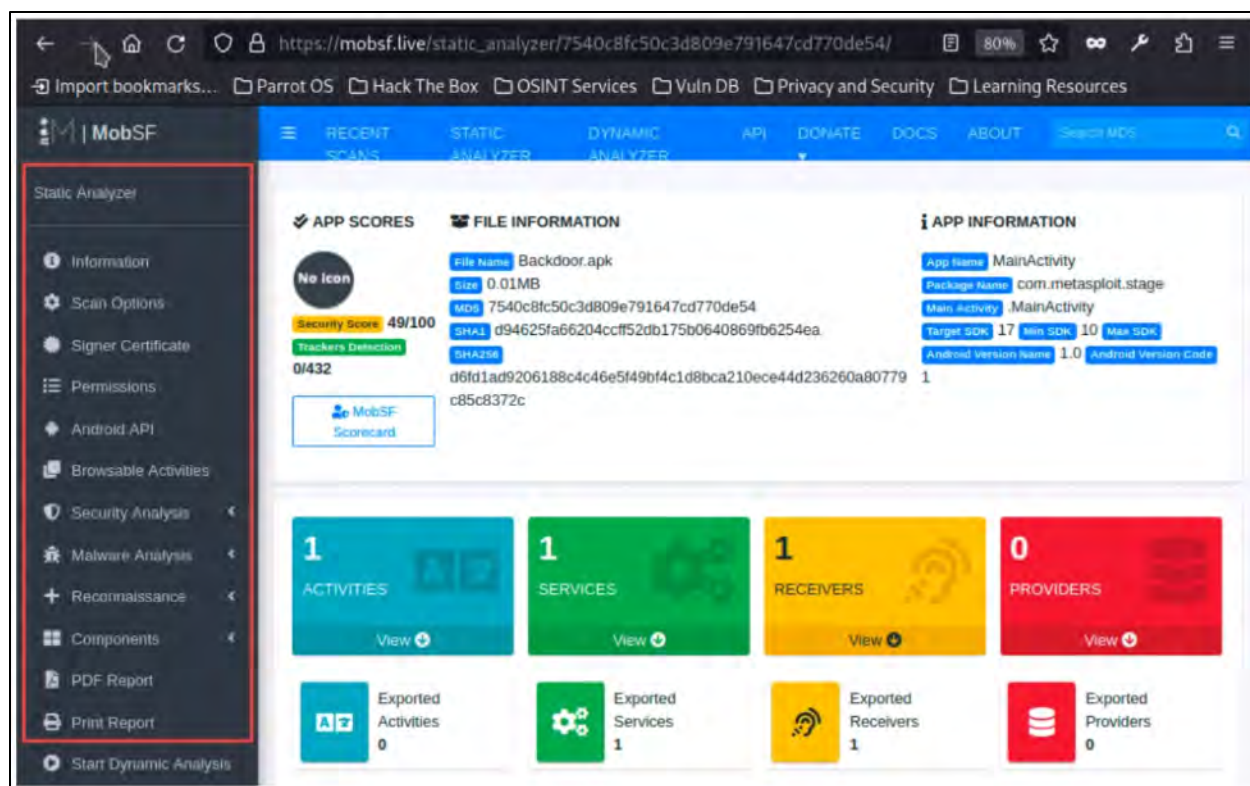 https://mobsf.live/static_analyzer/7540c8fc50c3d809e791647cd770de54/ 80%
Import bookmarks... Parrot OS Hack The Box OSINT Services Vuln DB Privacy and Security Learning Resources
MobSF
RECENT SCANS STATIC ANALYZER DYNAMIC ANALYZER API DONATE DOCS ABOUT Search MD5
Static Analyzer
Information
Scan Options
Signer Certificate
Permissions
Android API
Browsable Activities
Security Analysis
Malware Analysis
Reconnaissance
Components
PDF Report
Print Report
Start Dynamic Analysis
APP SCORES
No Icon
Security Score 49/100
Trackers Detection
0/432
MobSF
Scorecard
FILE INFORMATION
File Name Backdoor.apk
Size 0.01MB
MD5 7540c8fc50c3d809e791647cd770de54
SHA1 d94625fa66204ccff52db175b0640869fb6254ea
SHA256
d6fd1ad9206188c4c46e5f49bf4c1d8bca210ece44d236260a80779
c85c8372c
APP INFORMATION
App Name MainActivity
Package Name com.metasploit.stage
Main Activity .MainActivity
Target SDK 17 Min SDK 10 Max SDK
Android Version Name 1.0 Android Version Code
1
1
ACTIVITIES
View
1
SERVICES
View
1
RECEIVERS
View
0
PROVIDERS
View
Exported
Activities
0
Exported
Services
1
Exported
Receivers
1
Exported
Providers
0